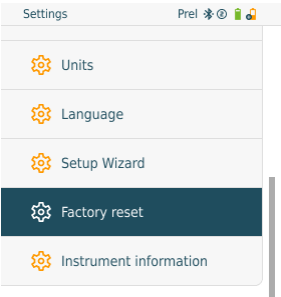 Settings Prel
Units
Language
Setup Wizard
Factory reset
Instrument information